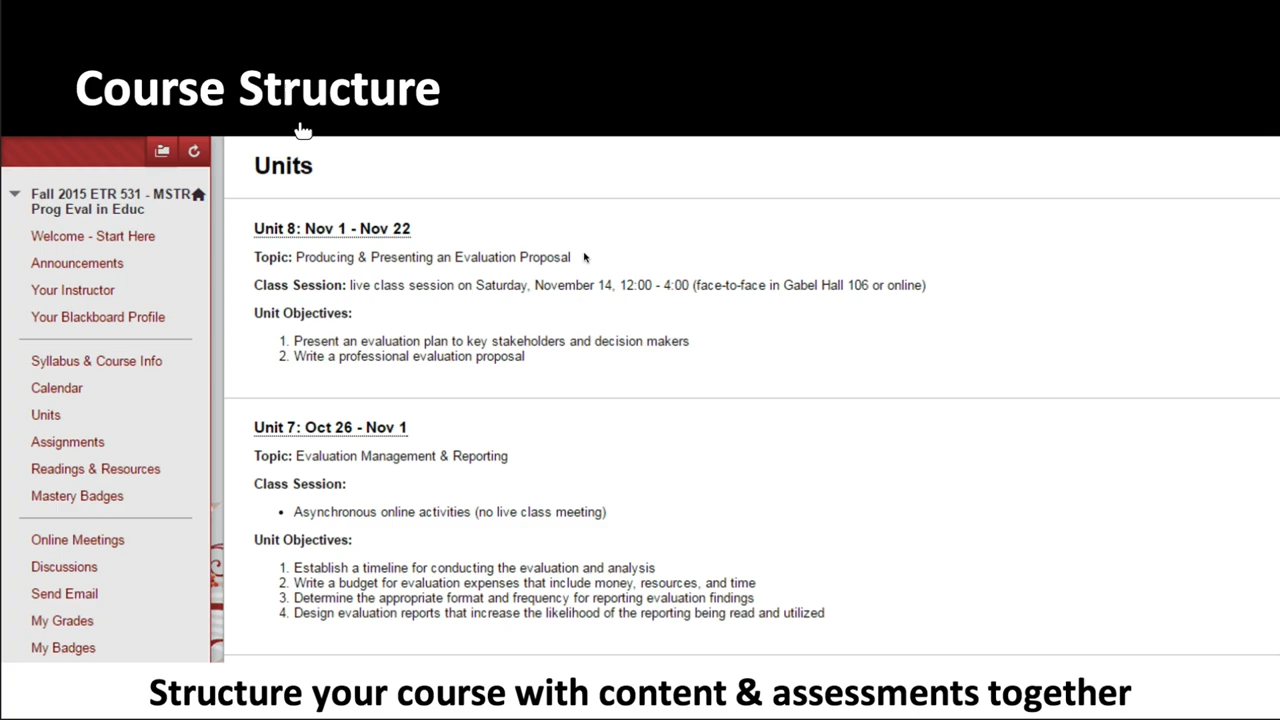 Course Structure
Fall 2015 ETR 531 - MSTR
Prog Eval in Educ
Welcome - Start Here
Announcements
Your Instructor
Your Blackboard Profile
Syllabus & Course Info
Calendar
Units
Assignments
Readings & Resources
Mastery Badges
Online Meetings
Discussions
Send Email
My Grades
My Badges
Units
Unit 8: Nov 1 - Nov 22
Topic: Producing & Presenting an Evaluation Proposal
Class Session: live class session on Saturday, November 14, 12:00 - 4:00 (face-to-face in Gabel Hall 106 or online)
Unit Objectives:
1. Present an evaluation plan to key stakeholders and decision makers
2. Write a professional evaluation proposal
Unit 7: Oct 26 - Nov 1
Topic: Evaluation Management & Reporting
Class Session:
• Asynchronous online activities (no live class meeting)
Unit Objectives:
1. Establish a timeline for conducting the evaluation and analysis
2. Write a budget for evaluation expenses that include money, resources, and time
3. Determine the appropriate format and frequency for reporting evaluation findings
4. Design evaluation reports that increase the likelihood of the reporting being read and utilized
Structure your course with content & assessments together